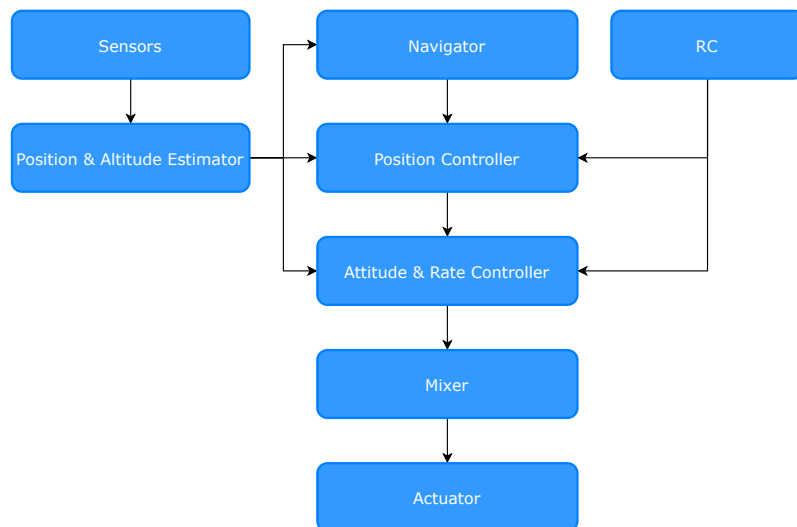 Sensors
Navigator
RC
Position & Altitude Estimator
Position Controller
Attitude & Rate Controller
Mixer
Actuator